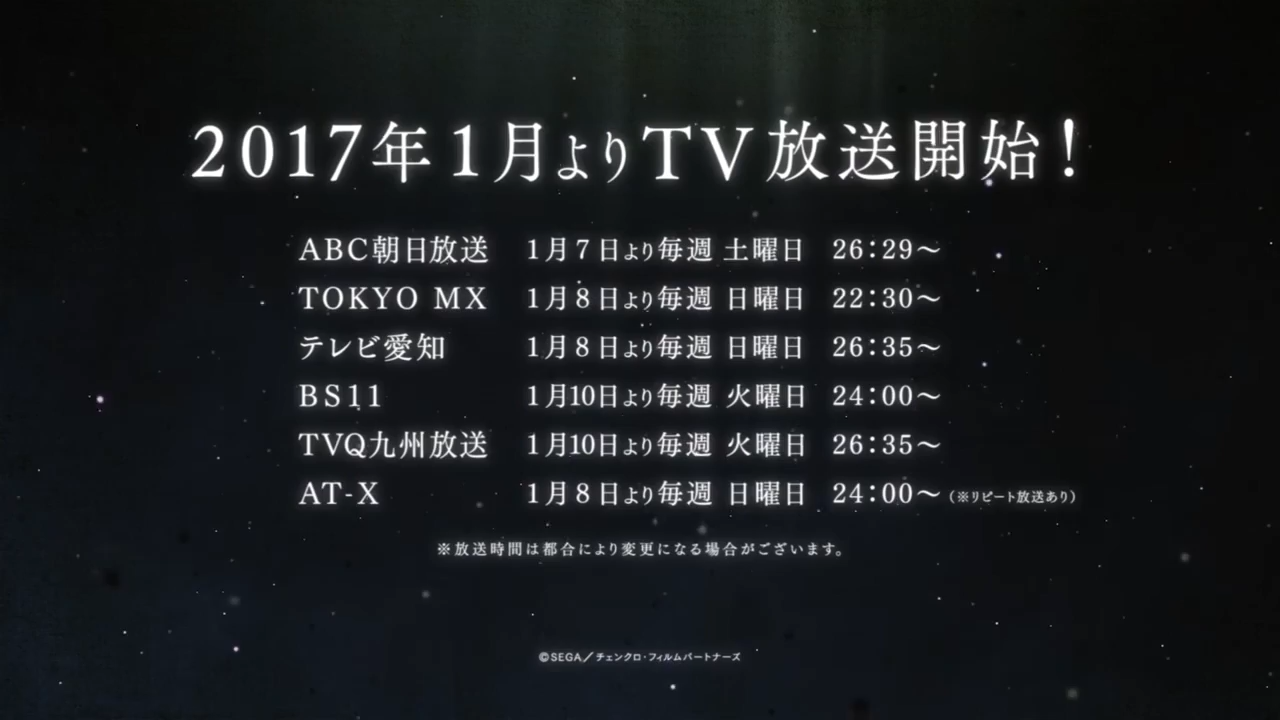 2017年1月よりTV放送開始!
ABC朝日放送 1月7日より毎週 土曜日 26:29～
TOKYO MX 1月8日より毎週 日曜日 22:30～
テレビ愛知 1月8日より毎週 日曜日 26:35～
BS11 1月10日より毎週 火曜日 24:00～
TVQ九州放送 1月10日より毎週 火曜日 26:35～
AT-X 1月8日より毎週 日曜日 24:00～(※リピート放送あり)
※放送時間は都合により変更になる場合がございます。
©SEGA／チェンクロ・フィルムパートナーズ